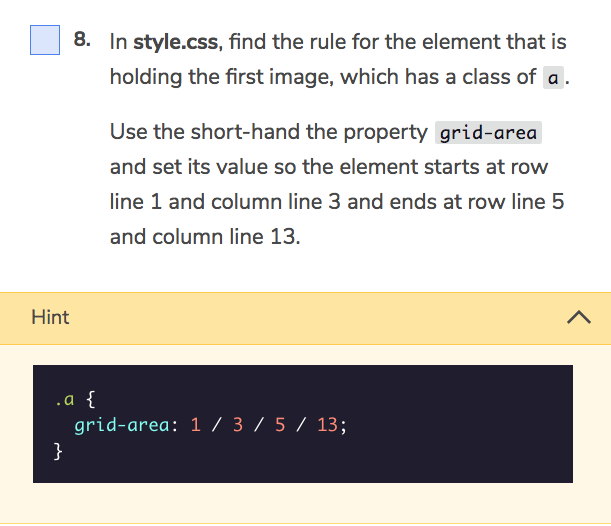 8. In style.css, find the rule for the element that is
holding the first image, which has a class of a.
Use the short-hand the property grid-area
and set its value so the element starts at row
line 1 and column line 3 and ends at row line 5
and column line 13.
Hint
.a {
grid-area: 1 / 3 / 5 / 13;
}